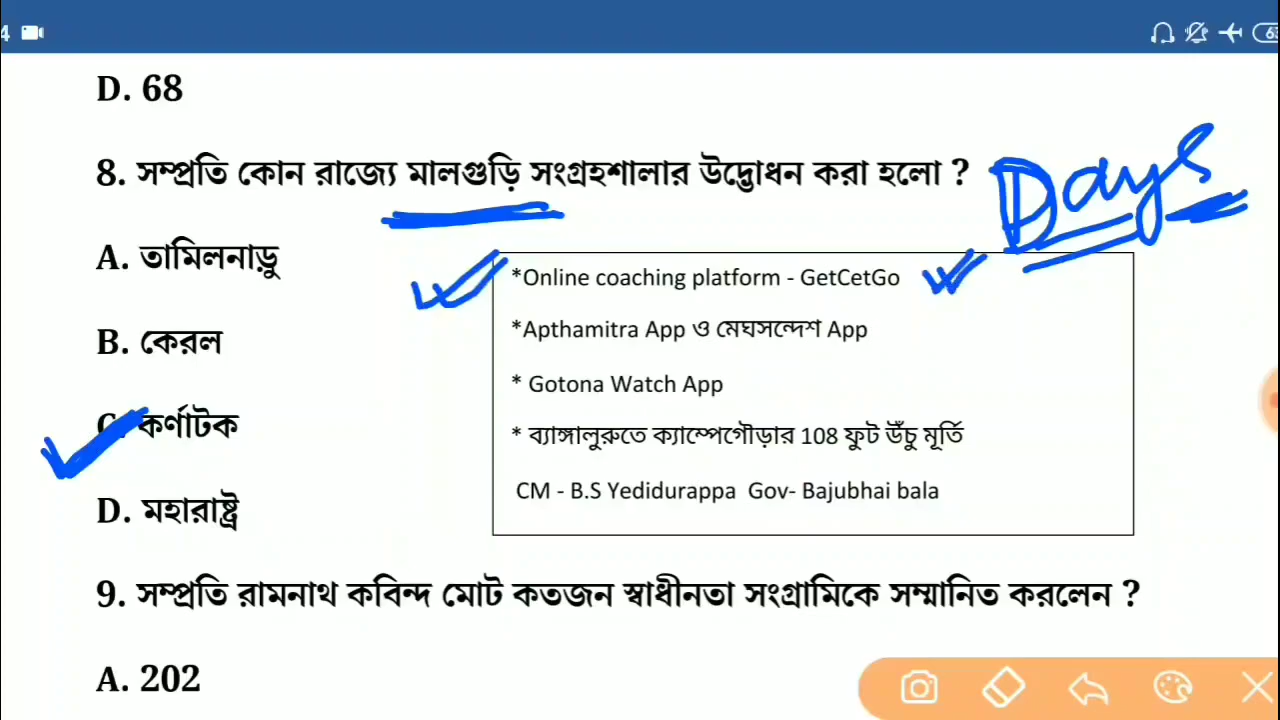 4
63
D. 68
8. সম্প্রতি কোন রাজ্যে মালগুড়ি সংগ্রহশালার উদ্ভোধন করা হলো ?
Days
A. তামিলনাড়ু
*Online coaching platform - GetCetGo
*Apthamitra App ও মেঘসন্দেশ App
B. কেরল
* Gotona Watch App
C. কর্ণাটক
* ব্যাঙ্গালুরুতে ক্যাম্পেগৌড়ার 108 ফুট উঁচু মূর্তি
CM - B.S Yedidurappa Gov- Bajubhai bala
D. মহারাষ্ট্র
9. সম্প্রতি রামনাথ কবিন্দ মোট কতজন স্বাধীনতা সংগ্রামিকে সম্মানিত করলেন ?
A. 202